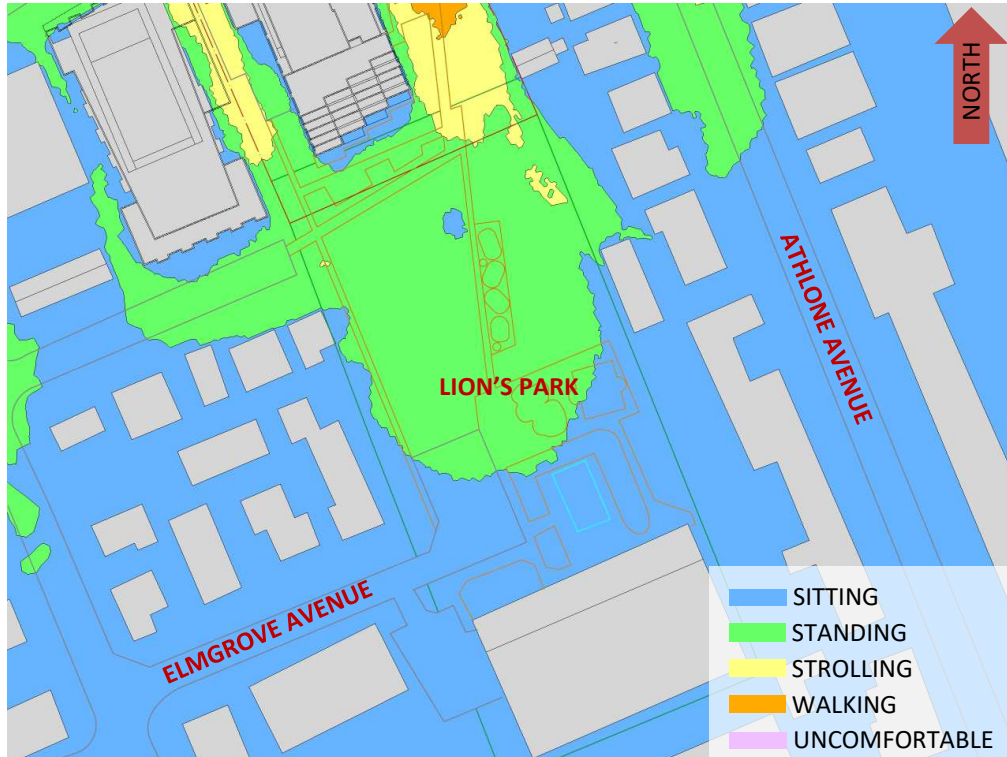 NORTH
ATHLONE AVENUE
LION'S PARK
ELMGROVE AVENUE
SITTING
STANDING
STROLLING
WALKING
UNCOMFORTABLE